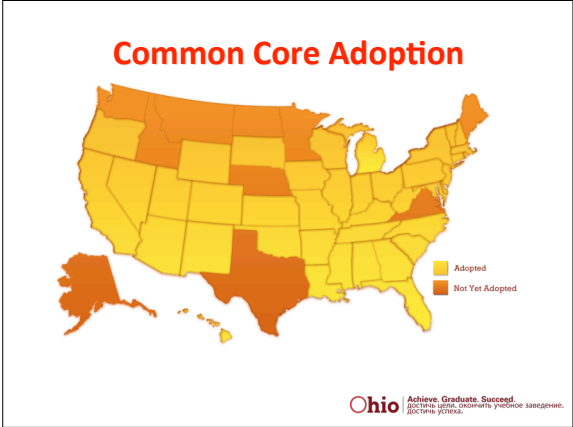 Common Core Adoption
Adopted
Not Yet Adopted
Ohio
Achieve. Graduate. Succeed.
достичь цели. окончить учебное заведение.
достичь успеха.